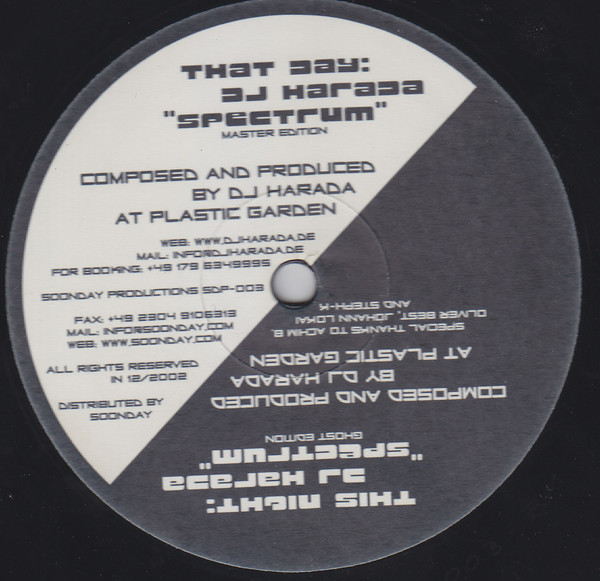 THAT DAY:
DJ HARADA
"SPECTRUM"
MASTER EDITION
COMPOSED AND PRODUCED
BY DJ HARADA
AT PLASTIC GARDEN
WEB: WWW.DJHARADA.DE
MAIL: INFO@DJHARADA.DE
FOR BOOKING: +49 179 6349995
SOONDAY PRODUCTIONS SDP-003
FAX: +49 2304 9106313
MAIL: INFO@SOONDAY.COM
WEB: WWW.SOONDAY.COM
ALL RIGHTS RESERVED
IN 12/2002
DISTRIBUTED BY
SOONDAY
THIS NIGHT:
DJ HARADA
"SPECTRUM"
GHOST EDITION
COMPOSED AND PRODUCED
BY DJ HARADA
AT PLASTIC GARDEN
SPECIAL THANKS TO ACHIM B,
OLIVER BEST, JOHANN LOKAI
AND STEPH-K